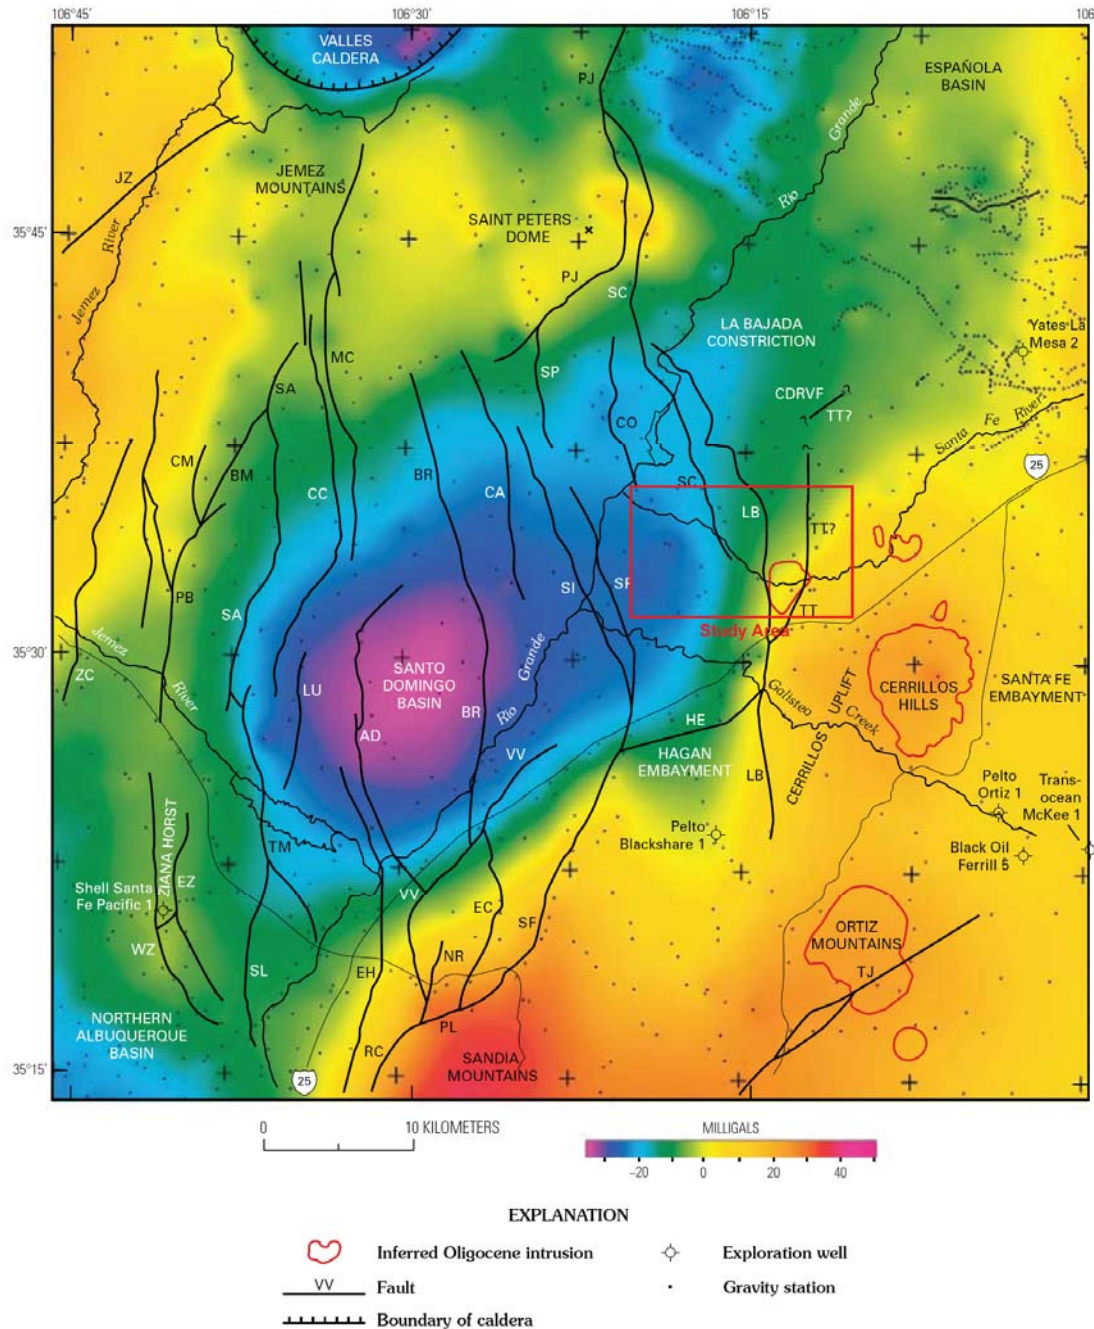 106°45'
106°30'
106°15'
106
VALLES
CALDERA
PJ
ESPAÑOLA
BASIN
Grande
Rio
JEMEZ
MOUNTAINS
JZ
River
Jemez
SAINT PETERS
DOME
35°45'
PJ
SC
LA BAJADA
CONSTRICTION
Yates La
Mesa 2
MC
SA
SP
CDRVF
TT?
Santa Fe River
CO
CM
BM
BR
CC
CA
SC
25
LB
TT?
PB
SA
SI
SF
TT
Study Area
Jemez
River
35°30'
ZC
LU
SANTO
DOMINGO
BASIN
Grande
Rio
BR
AD
VV
HE
HAGAN
EMBAYMENT
Galisteo
Creek
CERRILLOS UPLIFT
CERRILLOS
HILLS
SANTA FE
EMBAYMENT
LB
Pelto
Ortiz 1
Trans-
ocean
McKee 1
Pelto
Blackshare 1
Black Oil
Ferrill 5
ZIANA HORST
TM
EZ
Shell Santa
Fe Pacific 1
VV
EC
SF
WZ
NR
SL
EH
ORTIZ
MOUNTAINS
TJ
NORTHERN
ALBUQUERQUE
BASIN
PL
RC
SANDIA
MOUNTAINS
35°15'
25
0 10 KILOMETERS
MILLIGALS
–20 0 20 40
EXPLANATION
Inferred Oligocene intrusion
Exploration well
VV
Fault
Gravity station
Boundary of caldera